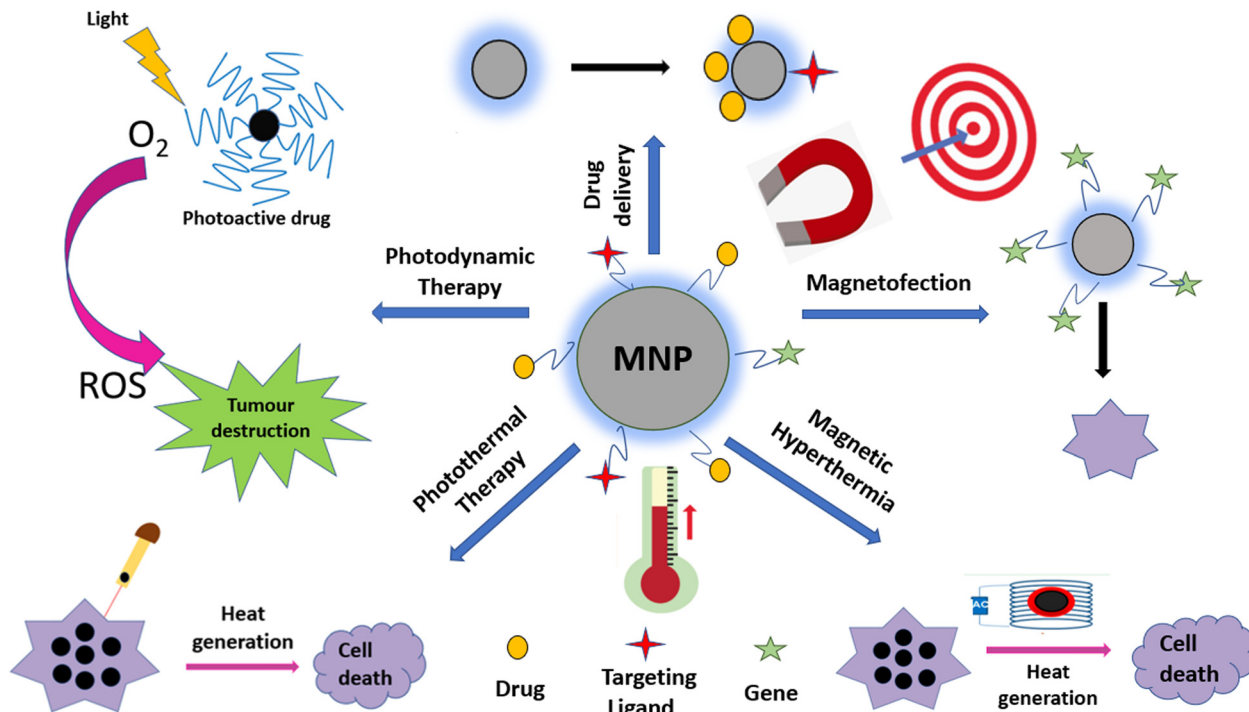 Light
O2
Photoactive drug
ROS
Tumour
destruction
Drug
delivery
Photodynamic
Therapy
Magnetofection
MNP
Photothermal
Therapy
Magnetic
Hyperthermia
Heat
generation
Cell
death
Drug
Targeting
Ligand
Gene
AC
Heat
generation
Cell
death